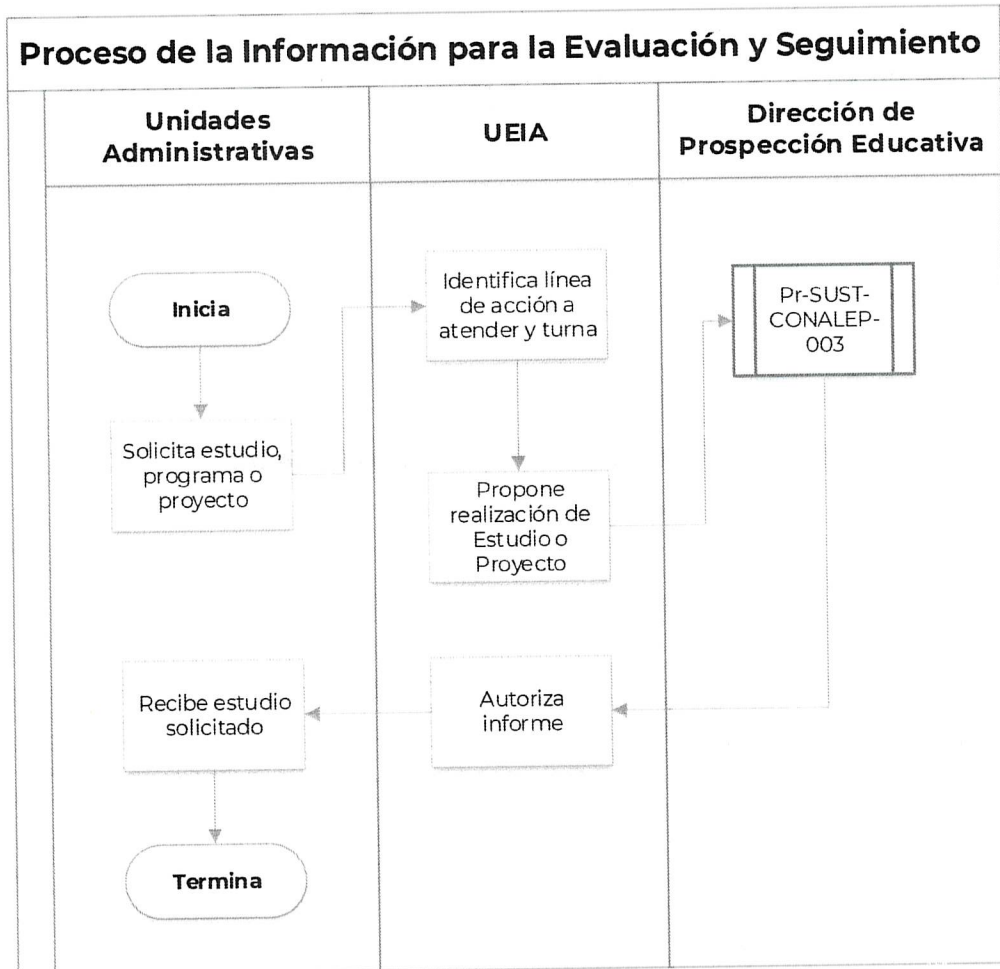 Proceso de la Información para la Evaluación y Seguimiento
Unidades
Administrativas
UEIA
Dirección de
Prospección Educativa
Inicia
Solicita estudio,
programa o
proyecto
Identifica línea
de acción a
atender y turna
Propone
realización de
Estudio o
Proyecto
Pr-SUST-
CONALEP-
003
Autoriza
informe
Recibe estudio
solicitado
Termina